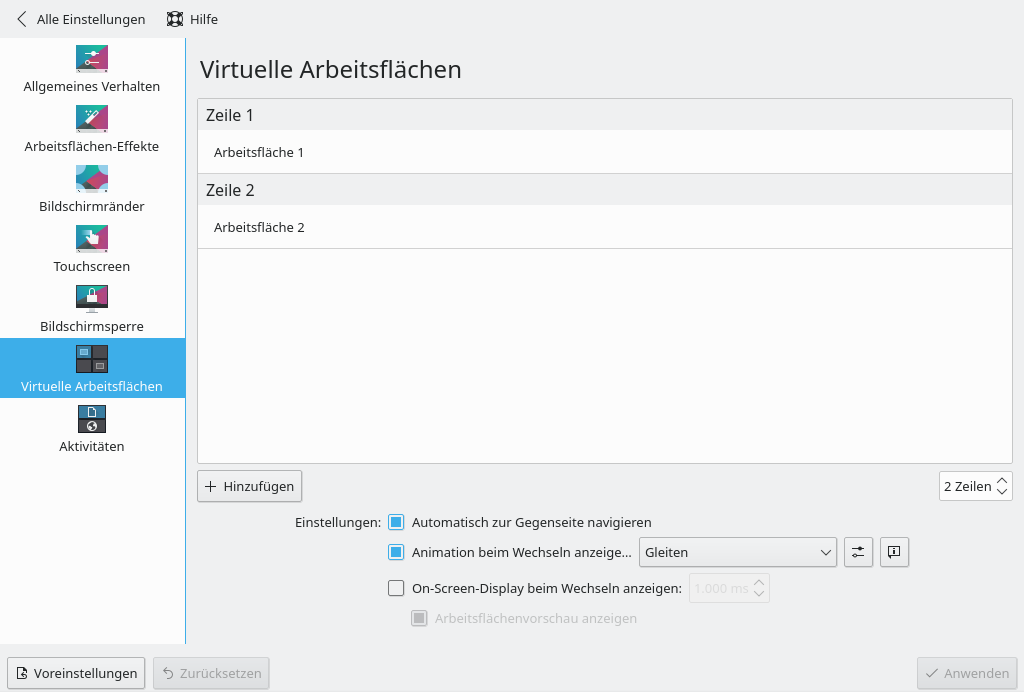 Alle Einstellungen
Hilfe
Allgemeines Verhalten
Arbeitsflächen-Effekte
Bildschirmränder
Touchscreen
Bildschirmsperre
Virtuelle Arbeitsflächen
Aktivitäten
Virtuelle Arbeitsflächen
Zeile 1
Arbeitsfläche 1
Zeile 2
Arbeitsfläche 2
Hinzufügen
2 Zeilen
Einstellungen: Automatisch zur Gegenseite navigieren
Animation beim Wechseln anzeige... Gleiten
On-Screen-Display beim Wechseln anzeigen: 1.000 ms
Arbeitsflächenvorschau anzeigen
Voreinstellungen
Zurücksetzen
Anwenden